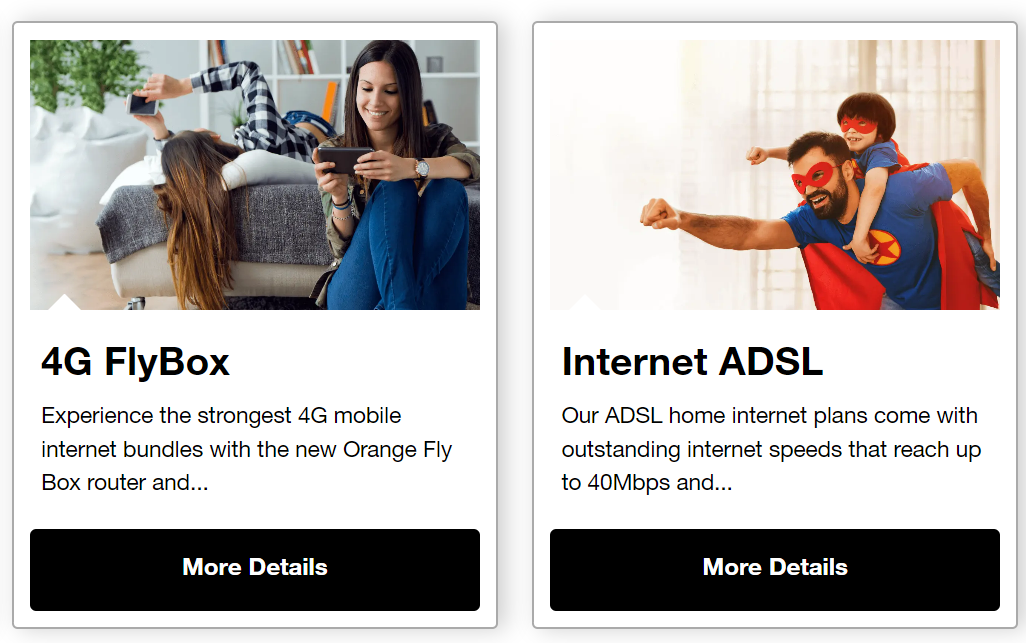 4G FlyBox
Experience the strongest 4G mobile
internet bundles with the new Orange Fly
Box router and...
More Details
Internet ADSL
Our ADSL home internet plans come with
outstanding internet speeds that reach up
to 40Mbps and...
More Details